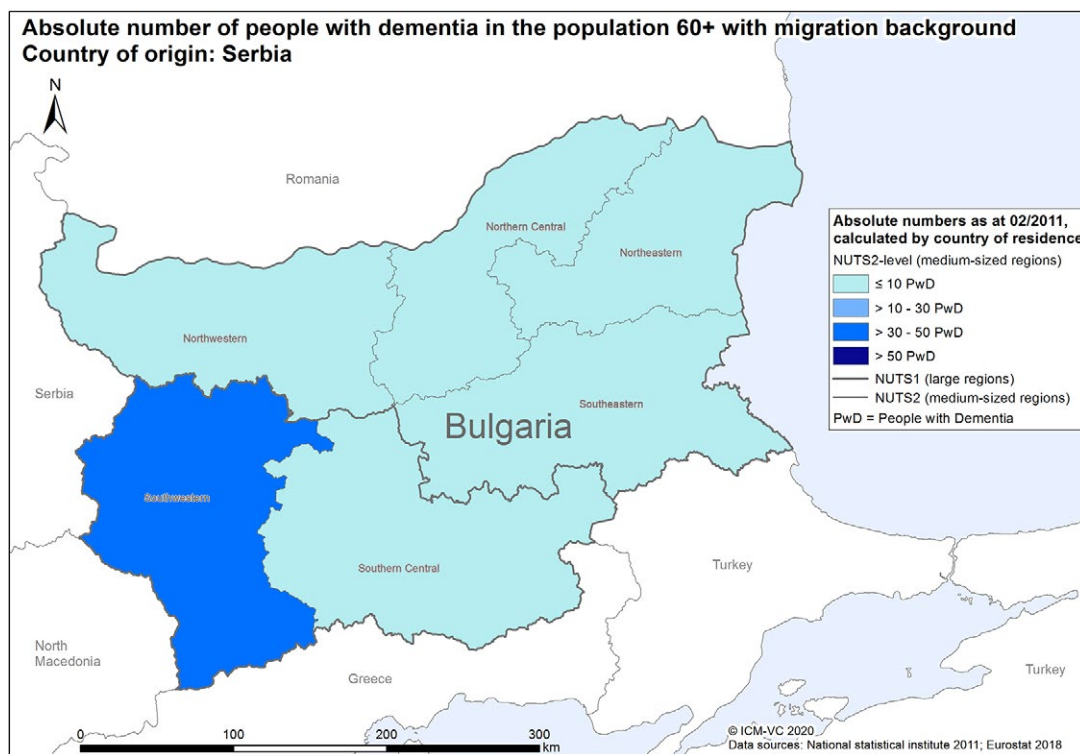 Absolute number of people with dementia in the population 60+ with migration background
Country of origin: Serbia
N
Romania
Northern Central
Northeastern
Northwestern
Serbia
Southeastern
Bulgaria
Southwestern
Southern Central
Turkey
North
Macedonia
Greece
Turkey
Absolute numbers as at 02/2011,
calculated by country of residence
NUTS2-level (medium-sized regions)
≤ 10 PwD
> 10 - 30 PwD
> 30 - 50 PwD
> 50 PwD
NUTS1 (large regions)
NUTS2 (medium-sized regions)
PwD = People with Dementia
0 100 200 300
km
© ICM-VC 2020
Data sources: National statistical institute 2011; Eurostat 2018